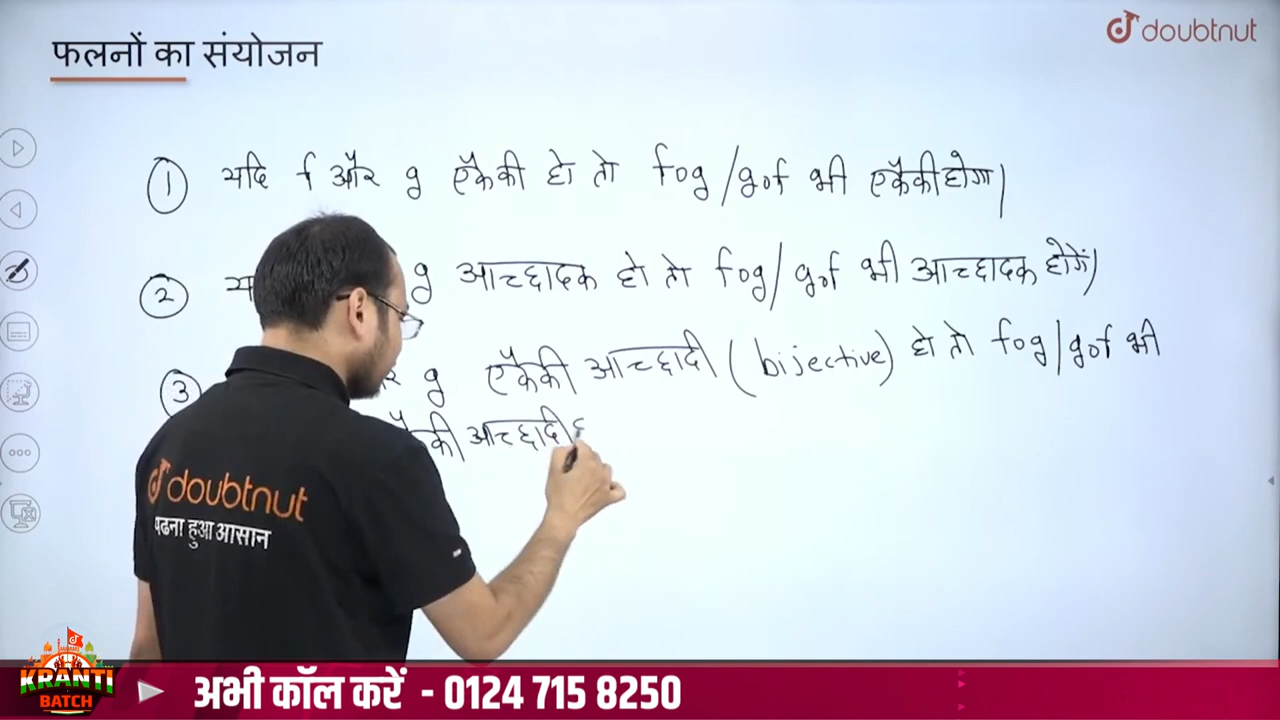 फलनों का संयोजन
doubtnut
① यदि f और g एकैकी हो तो fog/gof भी एकैकी होगा।
② य g आच्छादक हो तो fog/gof भी आच्छादक होगें।
③ g एकैकी आच्छादी (bijective) हो तो fog/gof भी
आच्छादी
doubtnut
पढना हुआ आसान
KRANTI
BATCH
अभी कॉल करें - 0124 715 8250